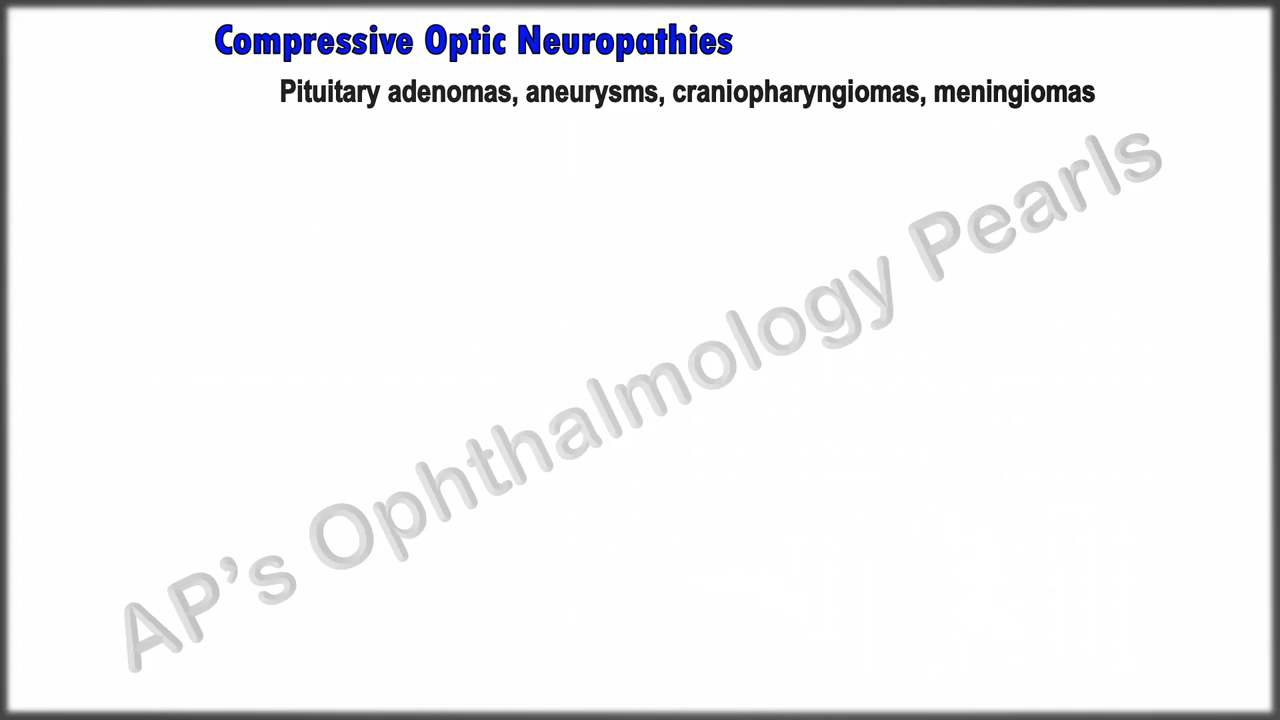 Compressive Optic Neuropathies
Pituitary adenomas, aneurysms, craniopharyngiomas, meningiomas
AP’s Ophthalmology Pearls